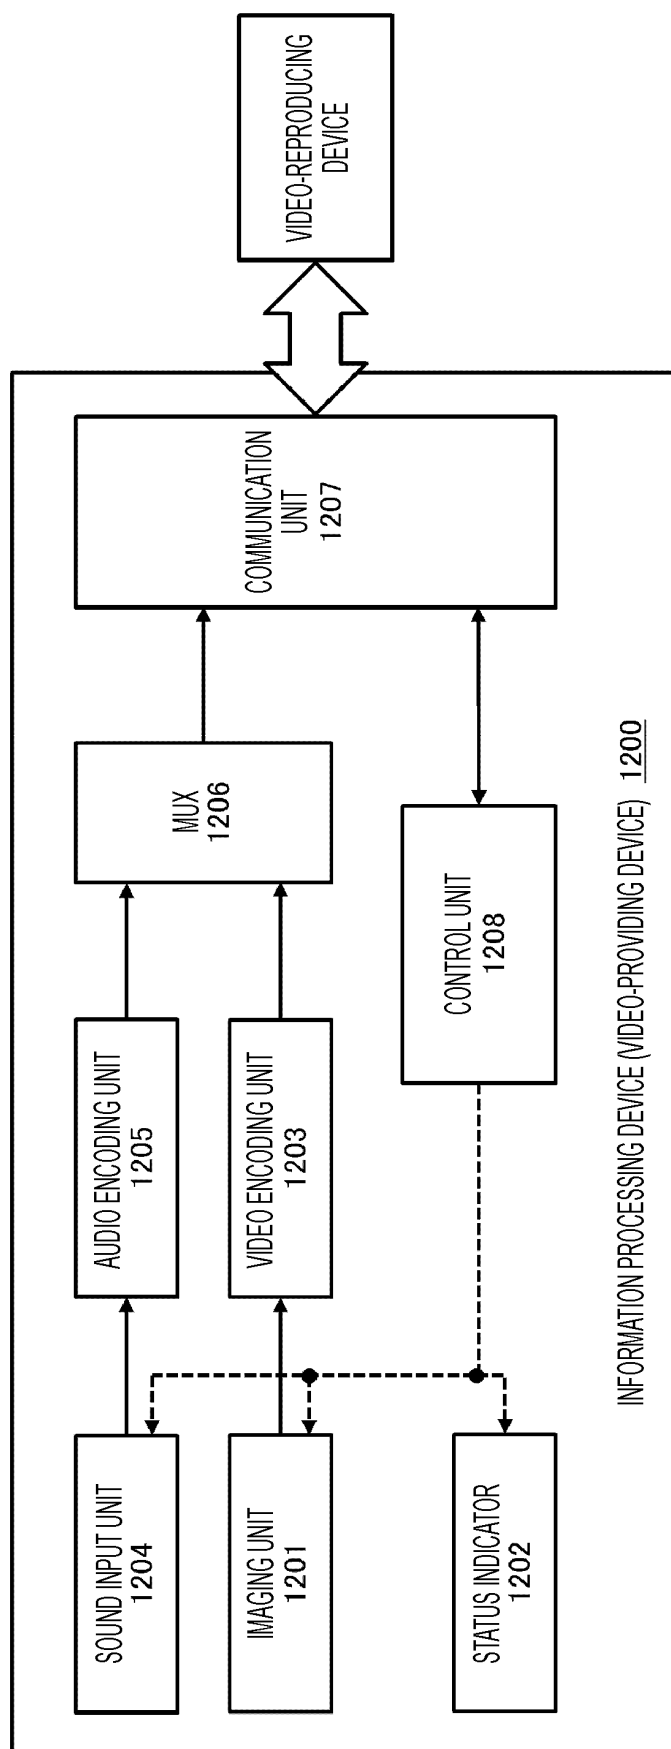 SOUND INPUT UNIT
1204
AUDIO ENCODING UNIT
1205
MUX
1206
COMMUNICATION
UNIT
1207
VIDEO-REPRODUCING
DEVICE
IMAGING UNIT
1201
VIDEO ENCODING UNIT
1203
STATUS INDICATOR
1202
CONTROL UNIT
1208
INFORMATION PROCESSING DEVICE (VIDEO-PROVIDING DEVICE) 1200